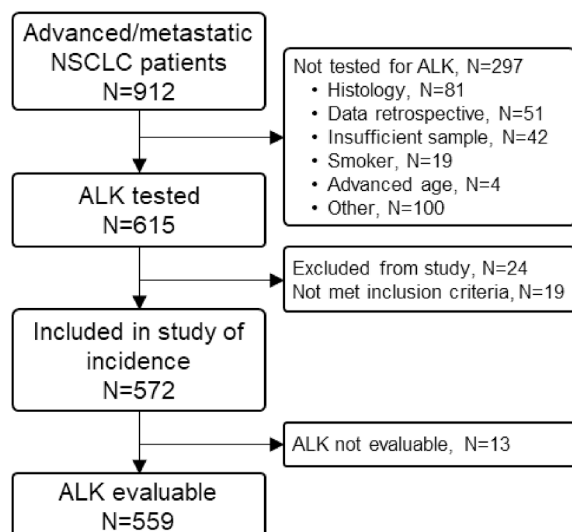 Advanced/metastatic
NSCLC patients
N=912
Not tested for ALK, N=297
• Histology, N=81
• Data retrospective, N=51
• Insufficient sample, N=42
• Smoker, N=19
• Advanced age, N=4
• Other, N=100
ALK tested
N=615
Excluded from study, N=24
Not met inclusion criteria, N=19
Included in study of
incidence
N=572
ALK not evaluable, N=13
ALK evaluable
N=559